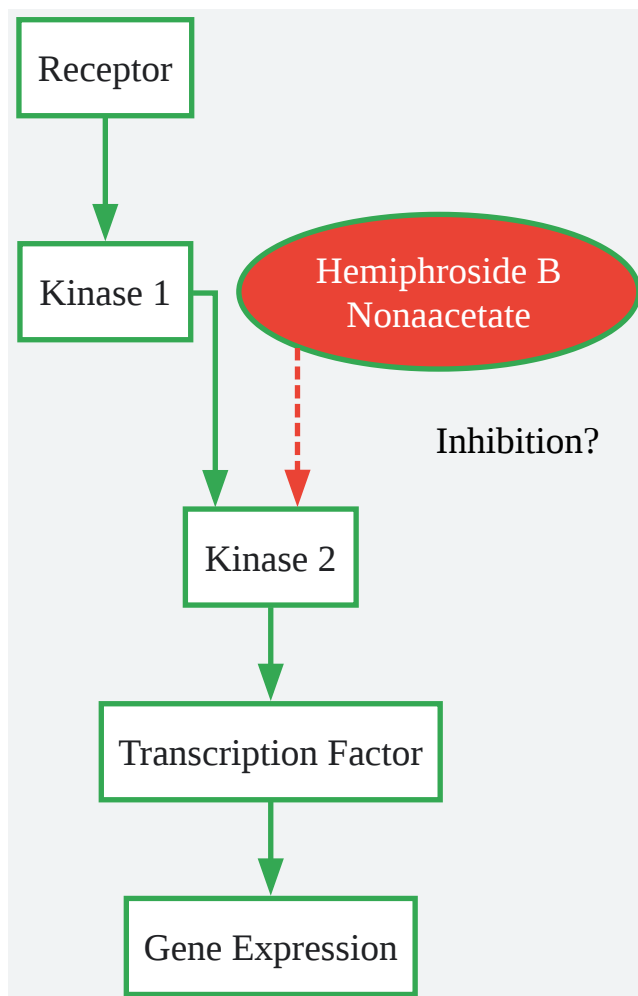 Receptor
Kinase 1
Hemiphroside B
Nonaacetate
Inhibition?
Kinase 2
Transcription Factor
Gene Expression